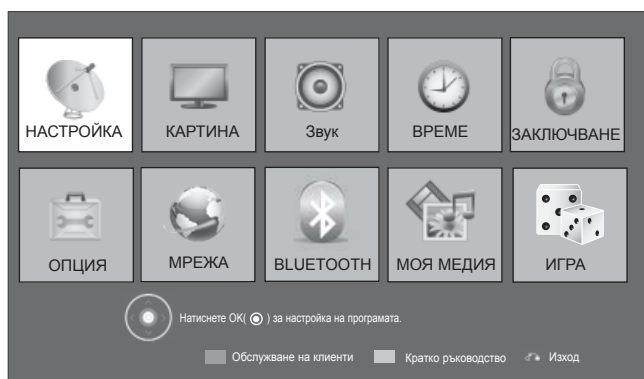 НАСТРОЙКА
КАРТИНА
Звук
ВРЕМЕ
ЗАКЛЮЧВАНЕ
ОПЦИЯ
МРЕЖА
BLUETOOTH
МОЯ МЕДИЯ
ИГРА
Натиснете OK( ) за настройка на програмата.
Обслужване на клиенти
Кратко ръководство
Изход